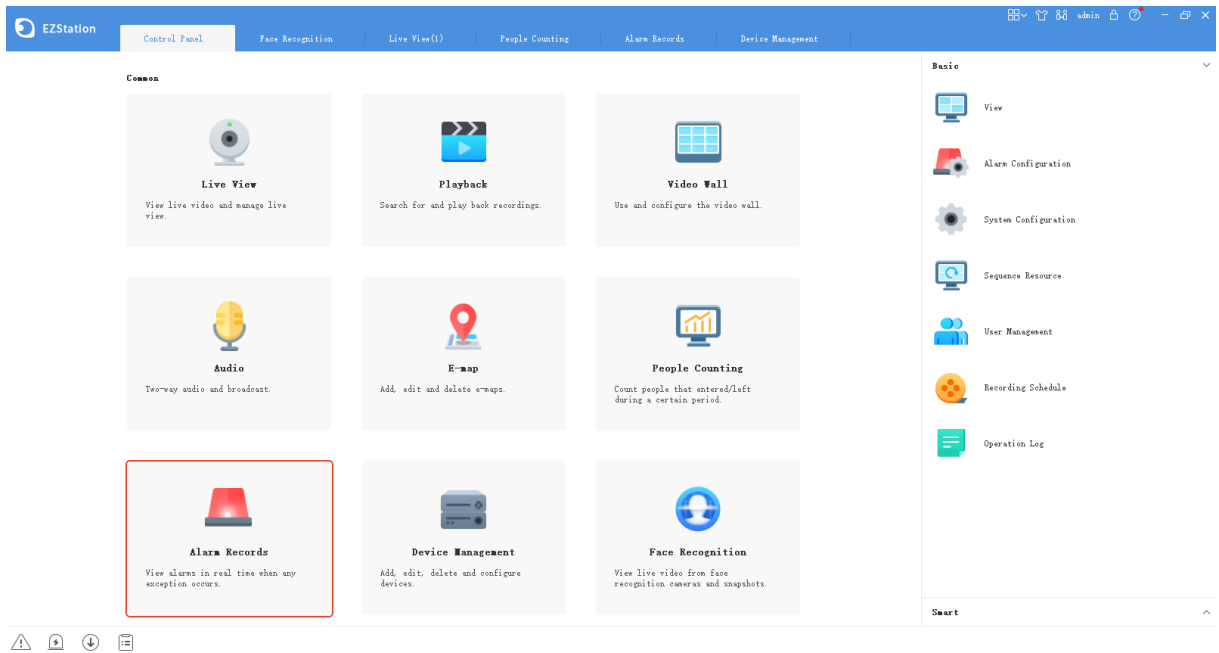 EZStation
admin
Control Panel
Face Recognition
Live View(1)
People Counting
Alarm Records
Device Management
Common
Live View
View live video and manage live
view.
Playback
Search for and play back recordings.
Video Wall
Use and configure the video wall.
Audio
Two-way audio and broadcast.
E-map
Add, edit and delete e-maps.
People Counting
Count people that entered/left
during a certain period.
Alarm Records
View alarms in real time when any
exception occurs.
Device Management
Add, edit, delete and configure
devices.
Face Recognition
View live video from face
recognition cameras and snapshots.
Basic
View
Alarm Configuration
System Configuration
Sequence Resource
User Management
Recording Schedule
Operation Log
Smart